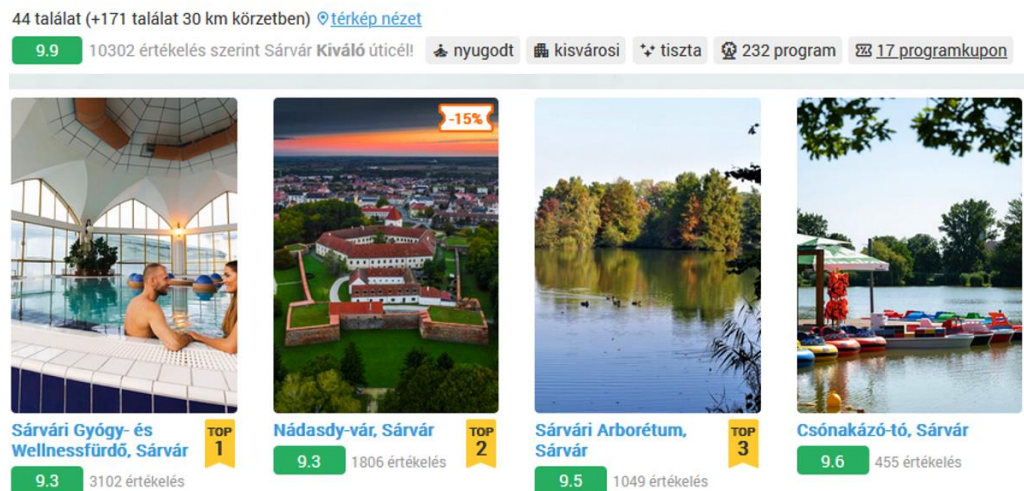 44 találat (+171 találat 30 km körzetben) térkép nézet
9.9 10302 értékelés szerint Sárvár Kiváló úticél! nyugodt kisvárosi tiszta 232 program 17 programkupon
-15%
Sárvári Gyógy- és
Wellnessfürdő, Sárvár
TOP
1
9.3 3102 értékelés
Nádasdy-vár, Sárvár
TOP
2
9.3 1806 értékelés
Sárvári Arborétum,
Sárvár
TOP
3
9.5 1049 értékelés
Csónakázó-tó, Sárvár
9.6 455 értékelés